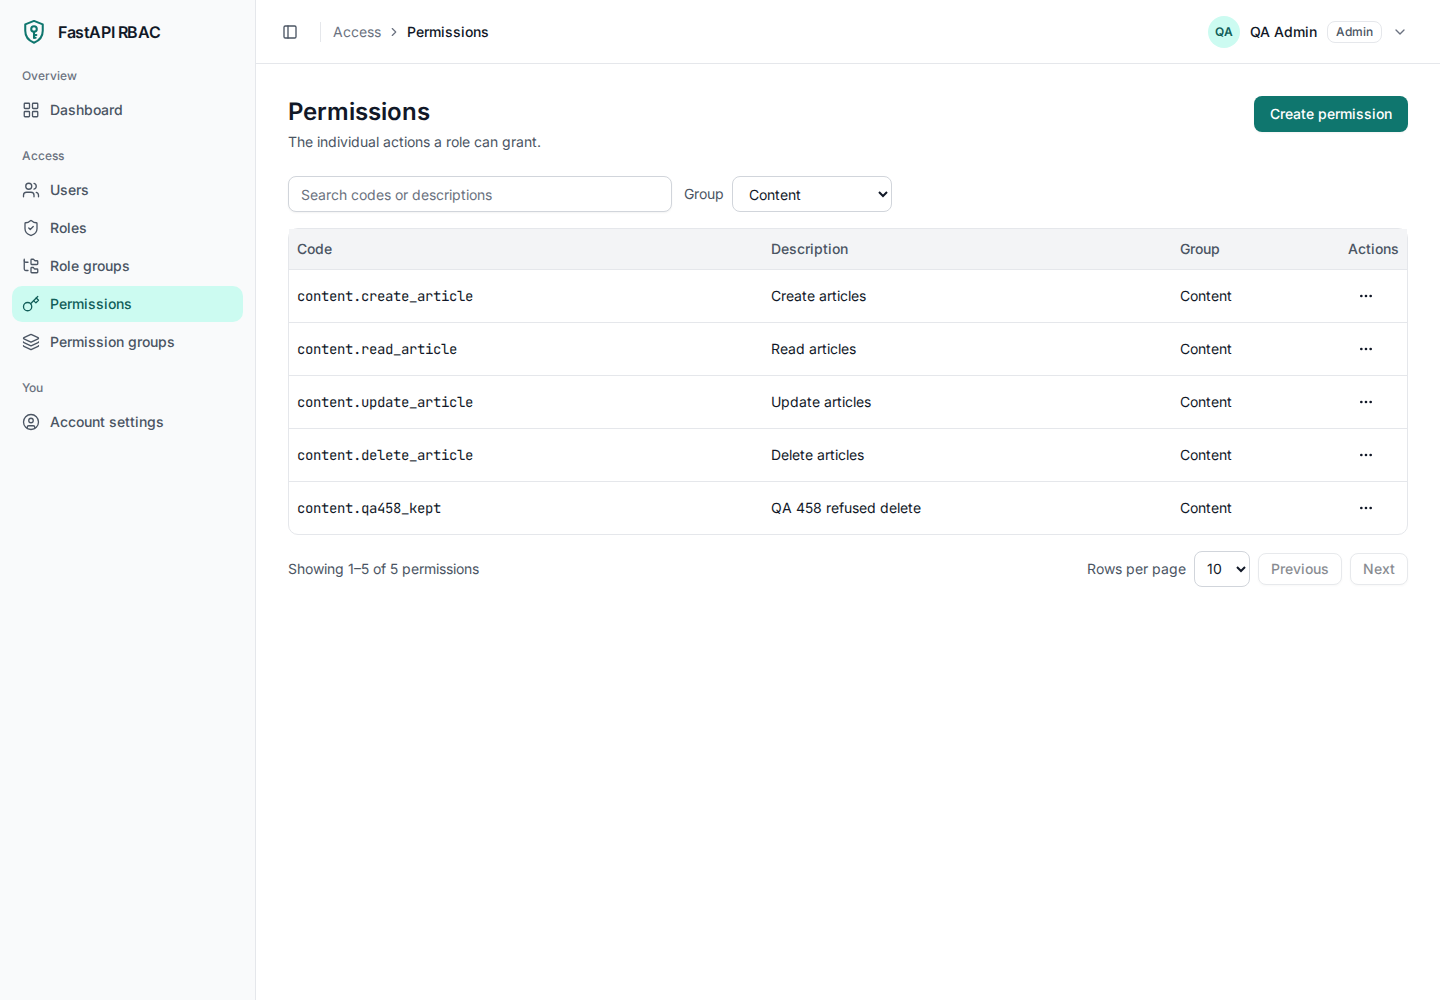 FastAPI RBAC
Overview
Dashboard
Access
Users
Roles
Role groups
Permissions
Permission groups
You
Account settings
Access > Permissions
QA QA Admin Admin
Permissions
The individual actions a role can grant.
Create permission
Search codes or descriptions Group Content
Code Description Group Actions
content.create_article Create articles Content
content.read_article Read articles Content
content.update_article Update articles Content
content.delete_article Delete articles Content
content.qa458_kept QA 458 refused delete Content
Showing 1–5 of 5 permissions Rows per page 10 Previous Next